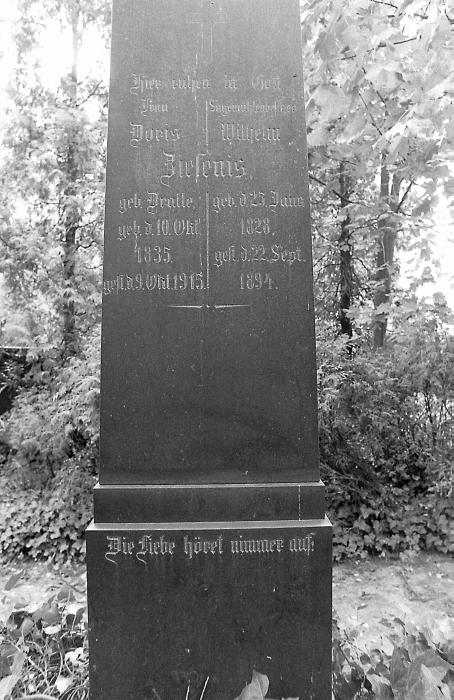 Hier ruhen in Gott
Frau
Doris
Sägemühlenbes.
Wilhelm
Ziesenis,
geb. Dralle,
geb. d. 10. Okt.
1835.
gest. d. 9. Okt. 1915.
geb. d. 23. Janr.
1828,
gest. d. 22. Sept.
1894.
Die Liebe höret nimmer auf!